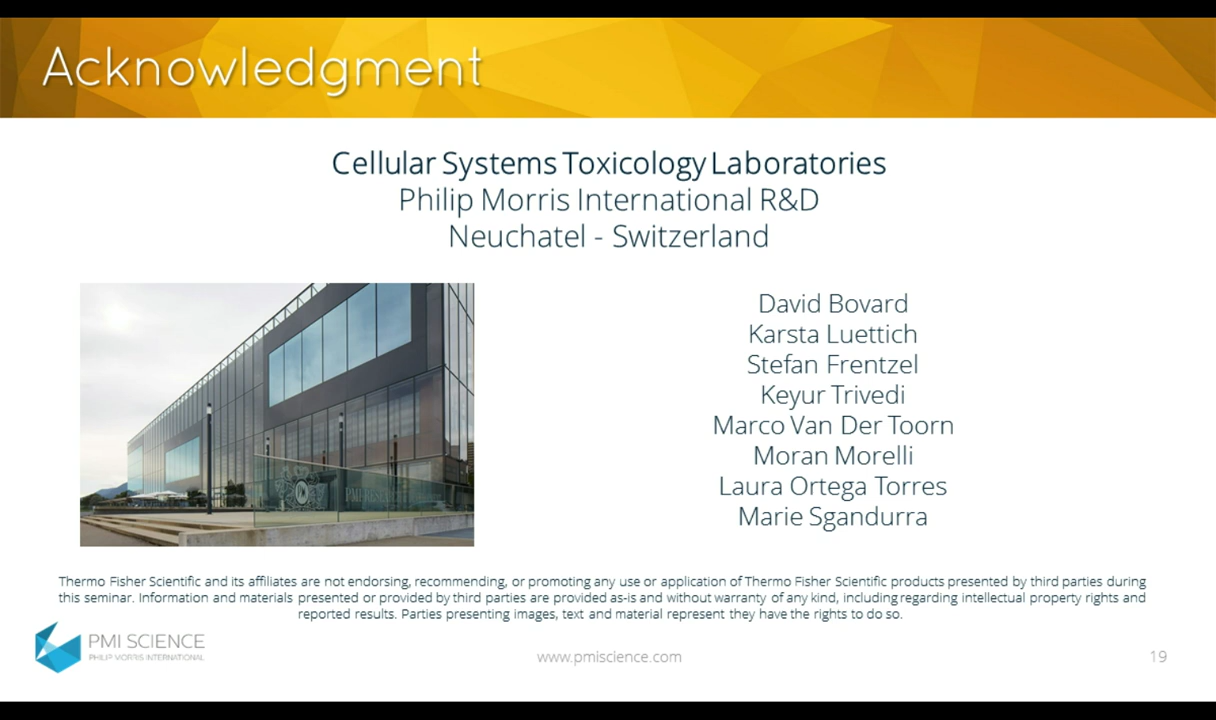 Acknowledgment
Cellular Systems Toxicology Laboratories
Philip Morris International R&D
Neuchatel - Switzerland
David Bovard
Karsta Luettich
Stefan Frentzel
Keyur Trivedi
Marco Van Der Toorn
Moran Morelli
Laura Ortega Torres
Marie Sgandurra
Thermo Fisher Scientific and its affiliates are not endorsing, recommending, or promoting any use or application of Thermo Fisher Scientific products presented by third parties during
this seminar. Information and materials presented or provided by third parties are provided as-is and without warranty of any kind, including regarding intellectual property rights and
reported results. Parties presenting images, text and material represent they have the rights to do so.
PMI SCIENCE
PHILIP MORRIS INTERNATIONAL
www.pmiscience.com
19